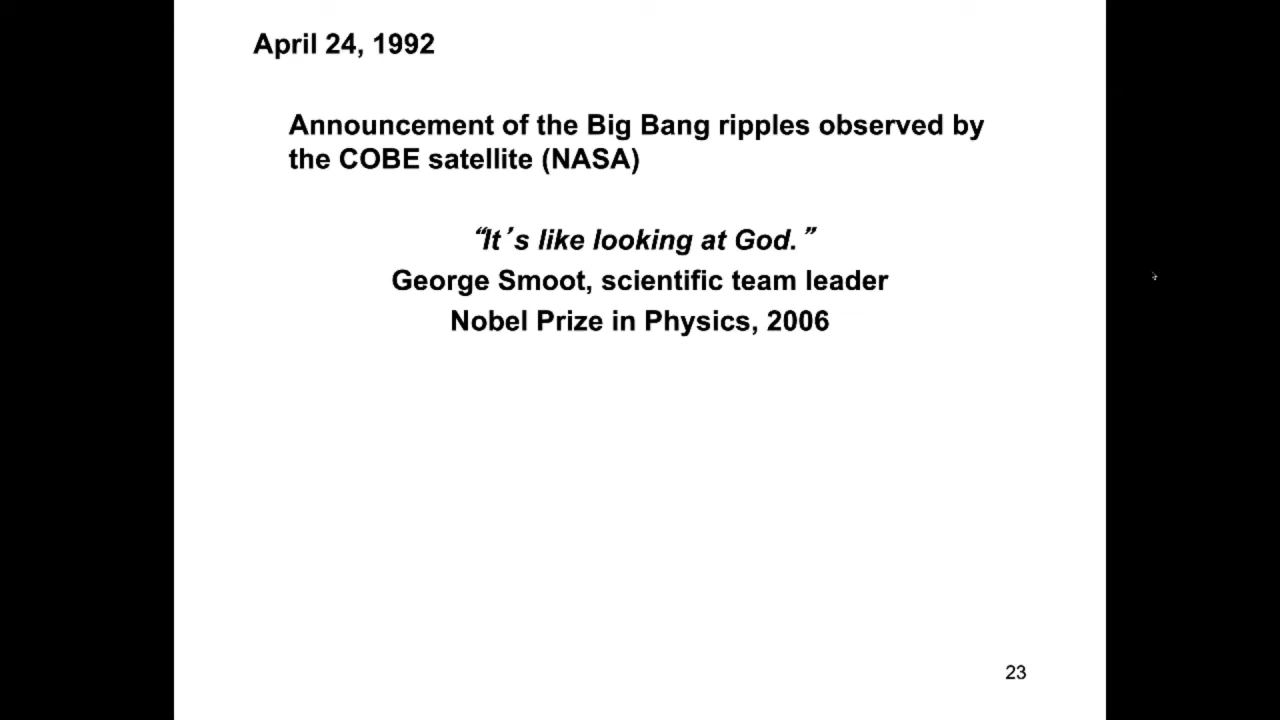 April 24, 1992
Announcement of the Big Bang ripples observed by
the COBE satellite (NASA)
“It’s like looking at God.”
George Smoot, scientific team leader
Nobel Prize in Physics, 2006
23